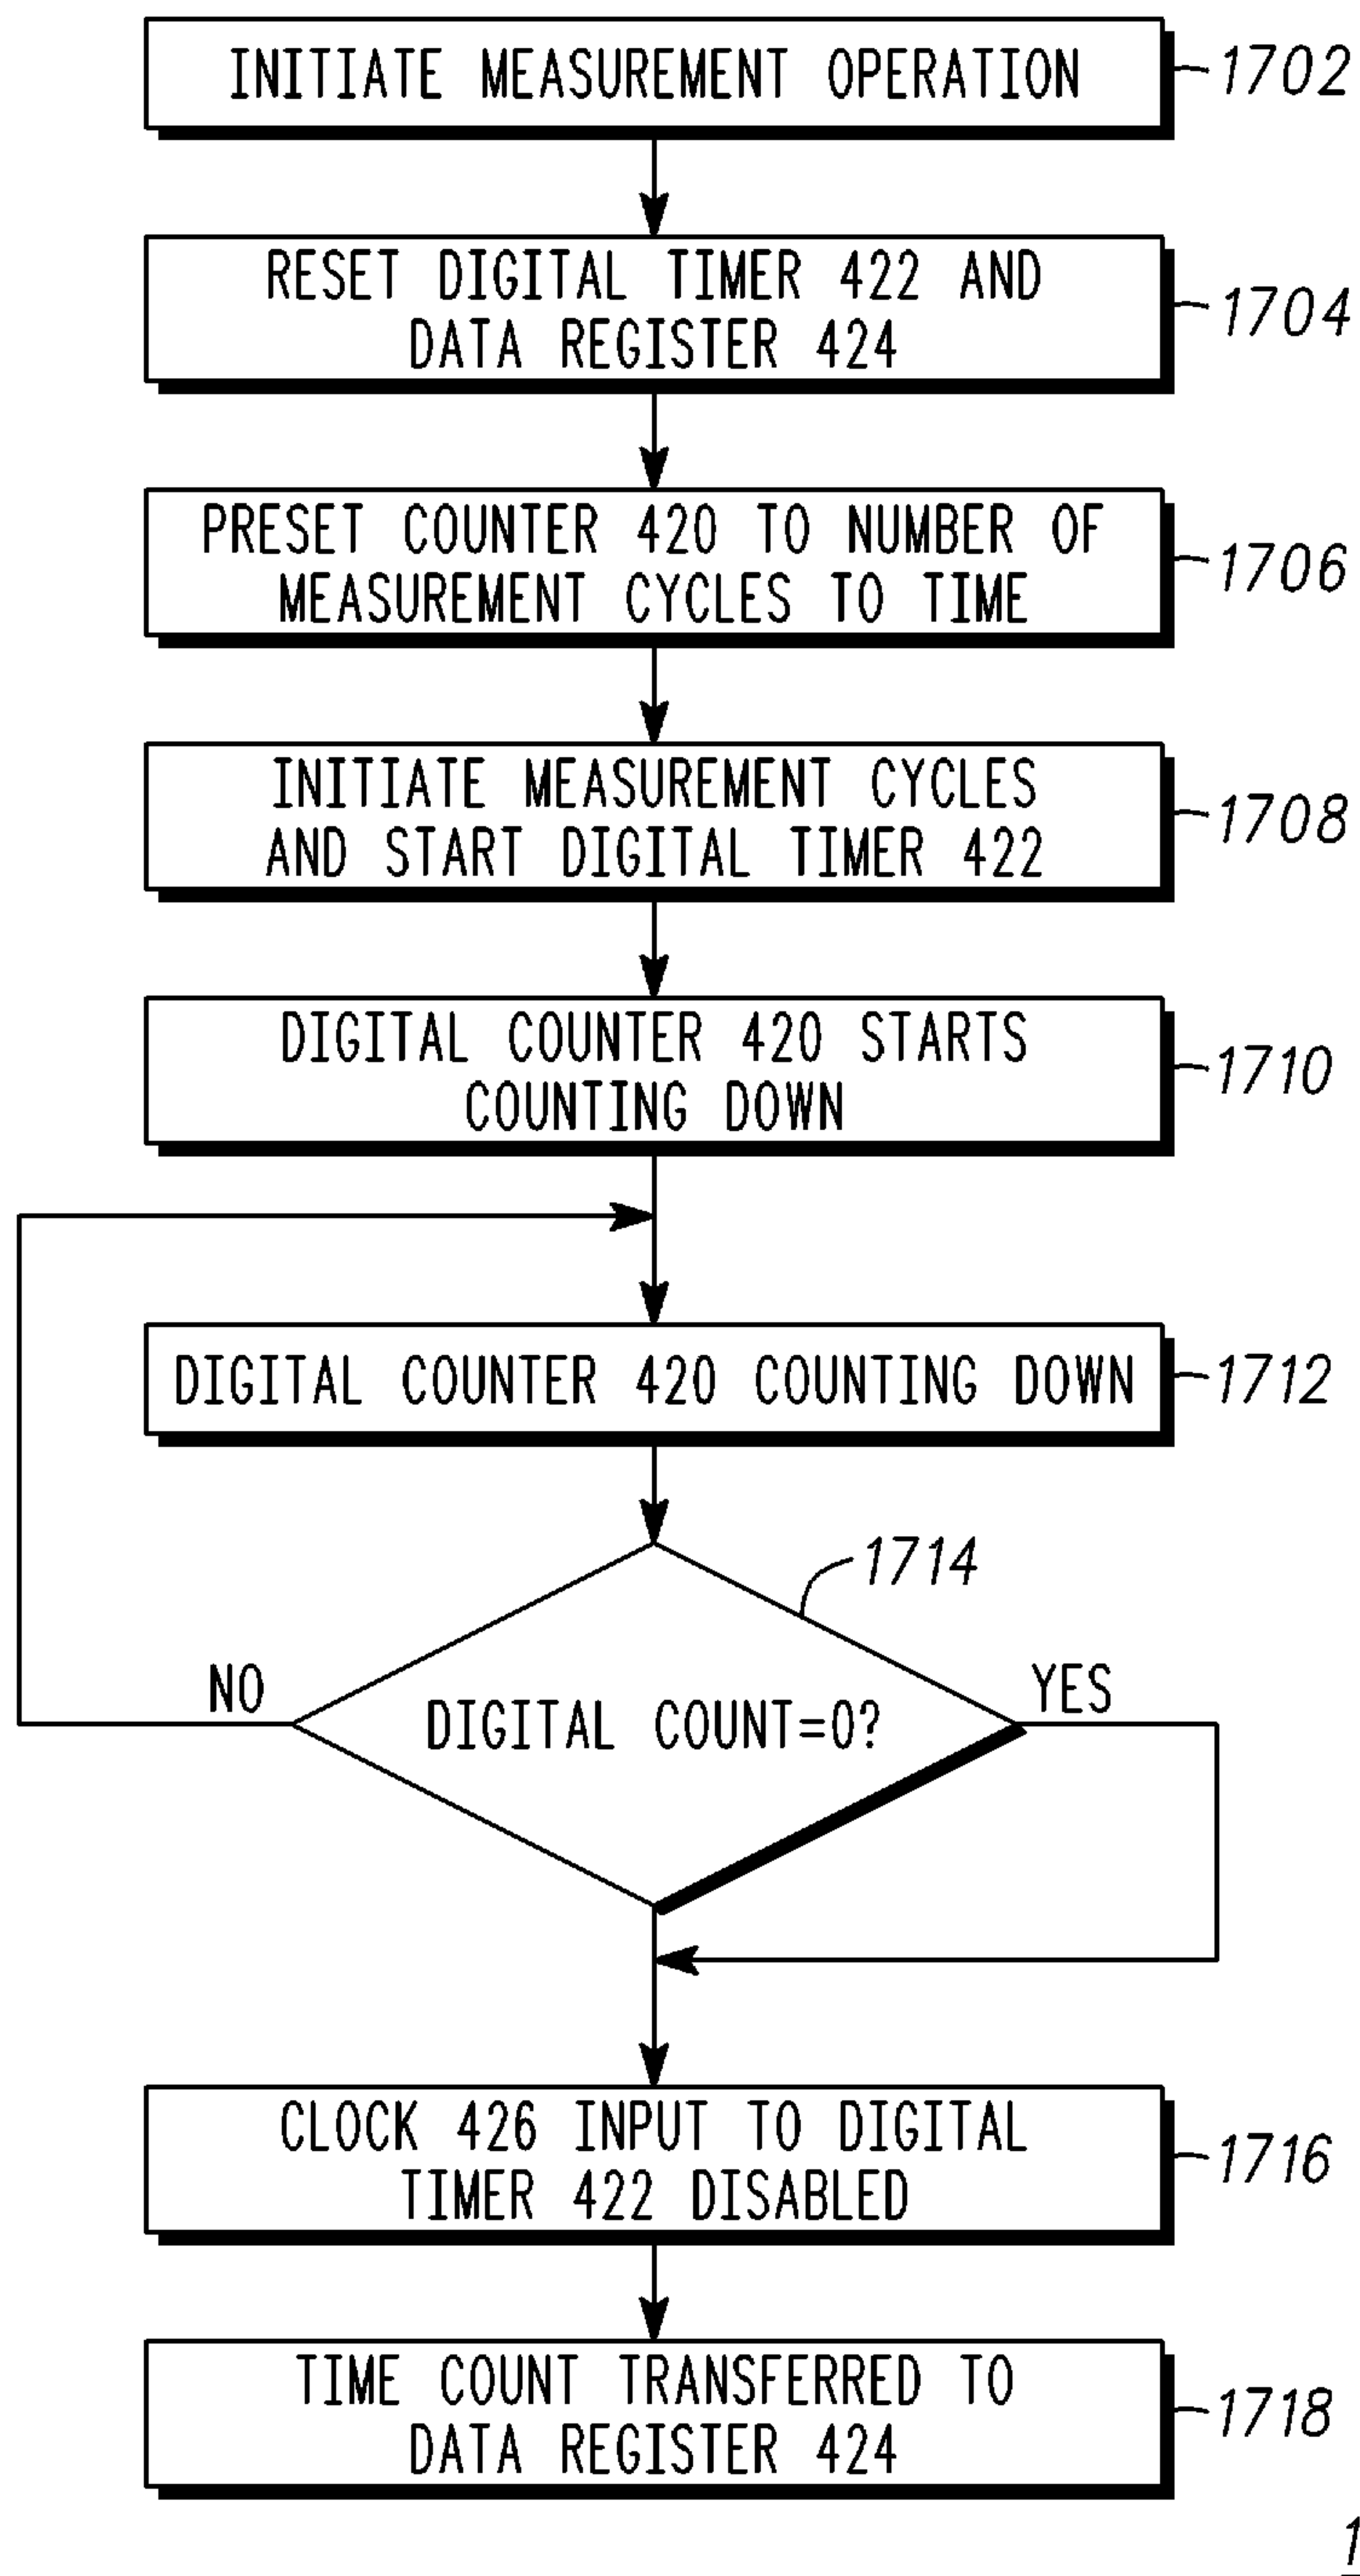 INITIATE MEASUREMENT OPERATION
1702
RESET DIGITAL TIMER 422 AND
DATA REGISTER 424
1704
PRESET COUNTER 420 TO NUMBER OF
MEASUREMENT CYCLES TO TIME
1706
INITIATE MEASUREMENT CYCLES
AND START DIGITAL TIMER 422
1708
DIGITAL COUNTER 420 STARTS
COUNTING DOWN
1710
DIGITAL COUNTER 420 COUNTING DOWN
1712
1714
NO
DIGITAL COUNT=0?
YES
CLOCK 426 INPUT TO DIGITAL
TIMER 422 DISABLED
1716
TIME COUNT TRANSFERRED TO
DATA REGISTER 424
1718